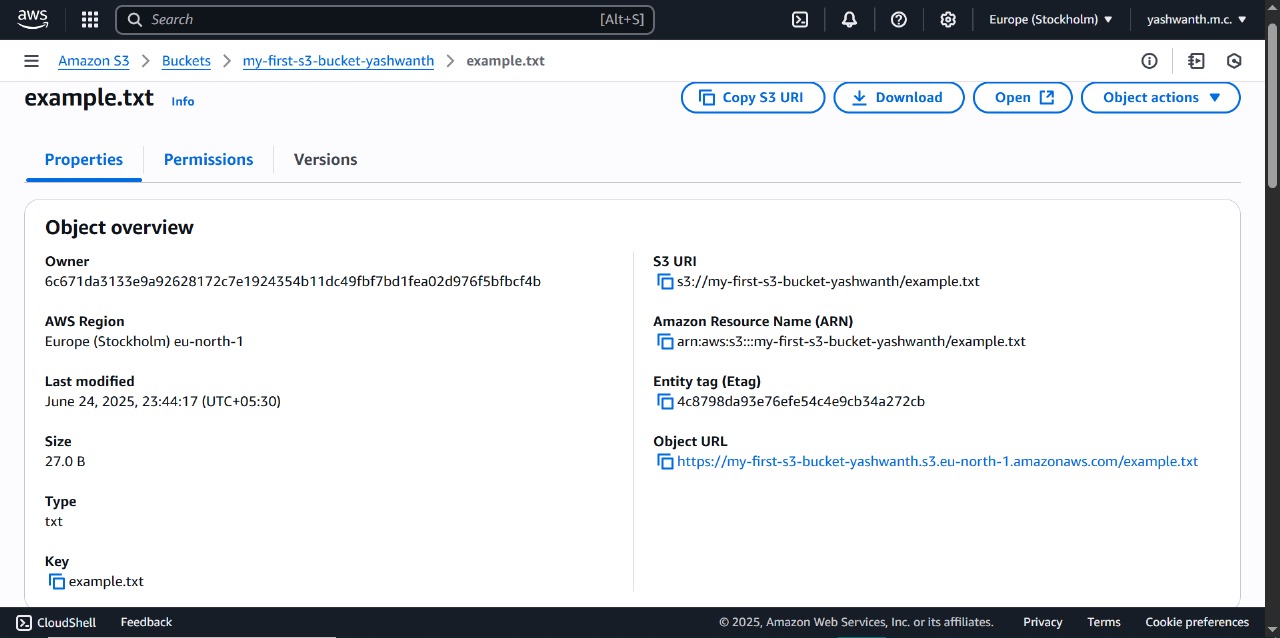 aws
Search [Alt+S]
Europe (Stockholm) ▼
yashwanth.m.c. ▼
Amazon S3 > Buckets > my-first-s3-bucket-yashwanth > example.txt
example.txt Info
Copy S3 URI
Download
Open
Object actions ▼
Properties
Permissions
Versions
Object overview
Owner
6c671da3133e9a92628172c7e1924354b11dc49fbf7bd1fea02d976f5bfbcf4b
AWS Region
Europe (Stockholm) eu-north-1
Last modified
June 24, 2025, 23:44:17 (UTC+05:30)
Size
27.0 B
Type
txt
Key
example.txt
S3 URI
s3://my-first-s3-bucket-yashwanth/example.txt
Amazon Resource Name (ARN)
arn:aws:s3:::my-first-s3-bucket-yashwanth/example.txt
Entity tag (Etag)
4c8798da93e76efe54c4e9cb34a272cb
Object URL
https://my-first-s3-bucket-yashwanth.s3.eu-north-1.amazonaws.com/example.txt
CloudShell
Feedback
© 2025, Amazon Web Services, Inc. or its affiliates.
Privacy
Terms
Cookie preferences